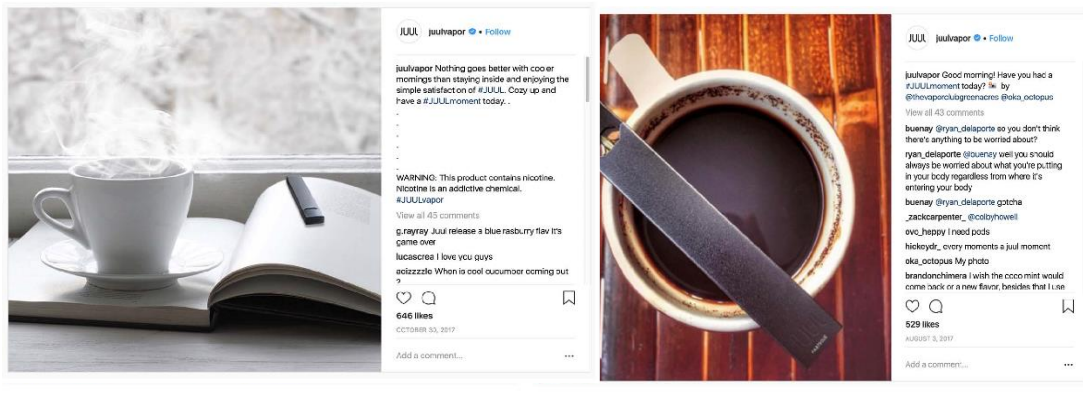 JUUL juulvapor • Follow
juulvapor Nothing goes better with cooler
mornings than staying inside and enjoying the
simple satisfaction of #JUUL. Cozy up and
have a #JUULmoment today. .
.
.
.
.
.
WARNING: This product contains nicotine.
Nicotine is an addictive chemical.
#JUULvapor
View all 45 comments
g.rayray Juul release a blue rasburry flav it's
game over
lucascrea I love you guys
acizzzzle When is cool oucumber coming out
?
646 likes
2017
Add a comment...
JUUL juulvapor • Follow
juulvapor Good morning! Have you had a
#JUULmoment today? by
@thevaporclubgreenacres @oka_octopus
View all 43 comments
buenay @ryan_delaporte so you don't think
there's anything to be worried about?
ryan_delaporte @buenay well you should
always be worried about what you're putting
in your body regardless from where it's
entering your body
buenay @ryan_delaporte gotcha
_zackcarpenter_ @colbyhowell
ovo_heppy I need pods
hickeydr_ every moments a juul moment
oka_octopus My photo
brandonchimera I wish the coco mint would
come back or a new flavor, besides that I use
529 likes
AUGUST 3, 2017
Add a comment...